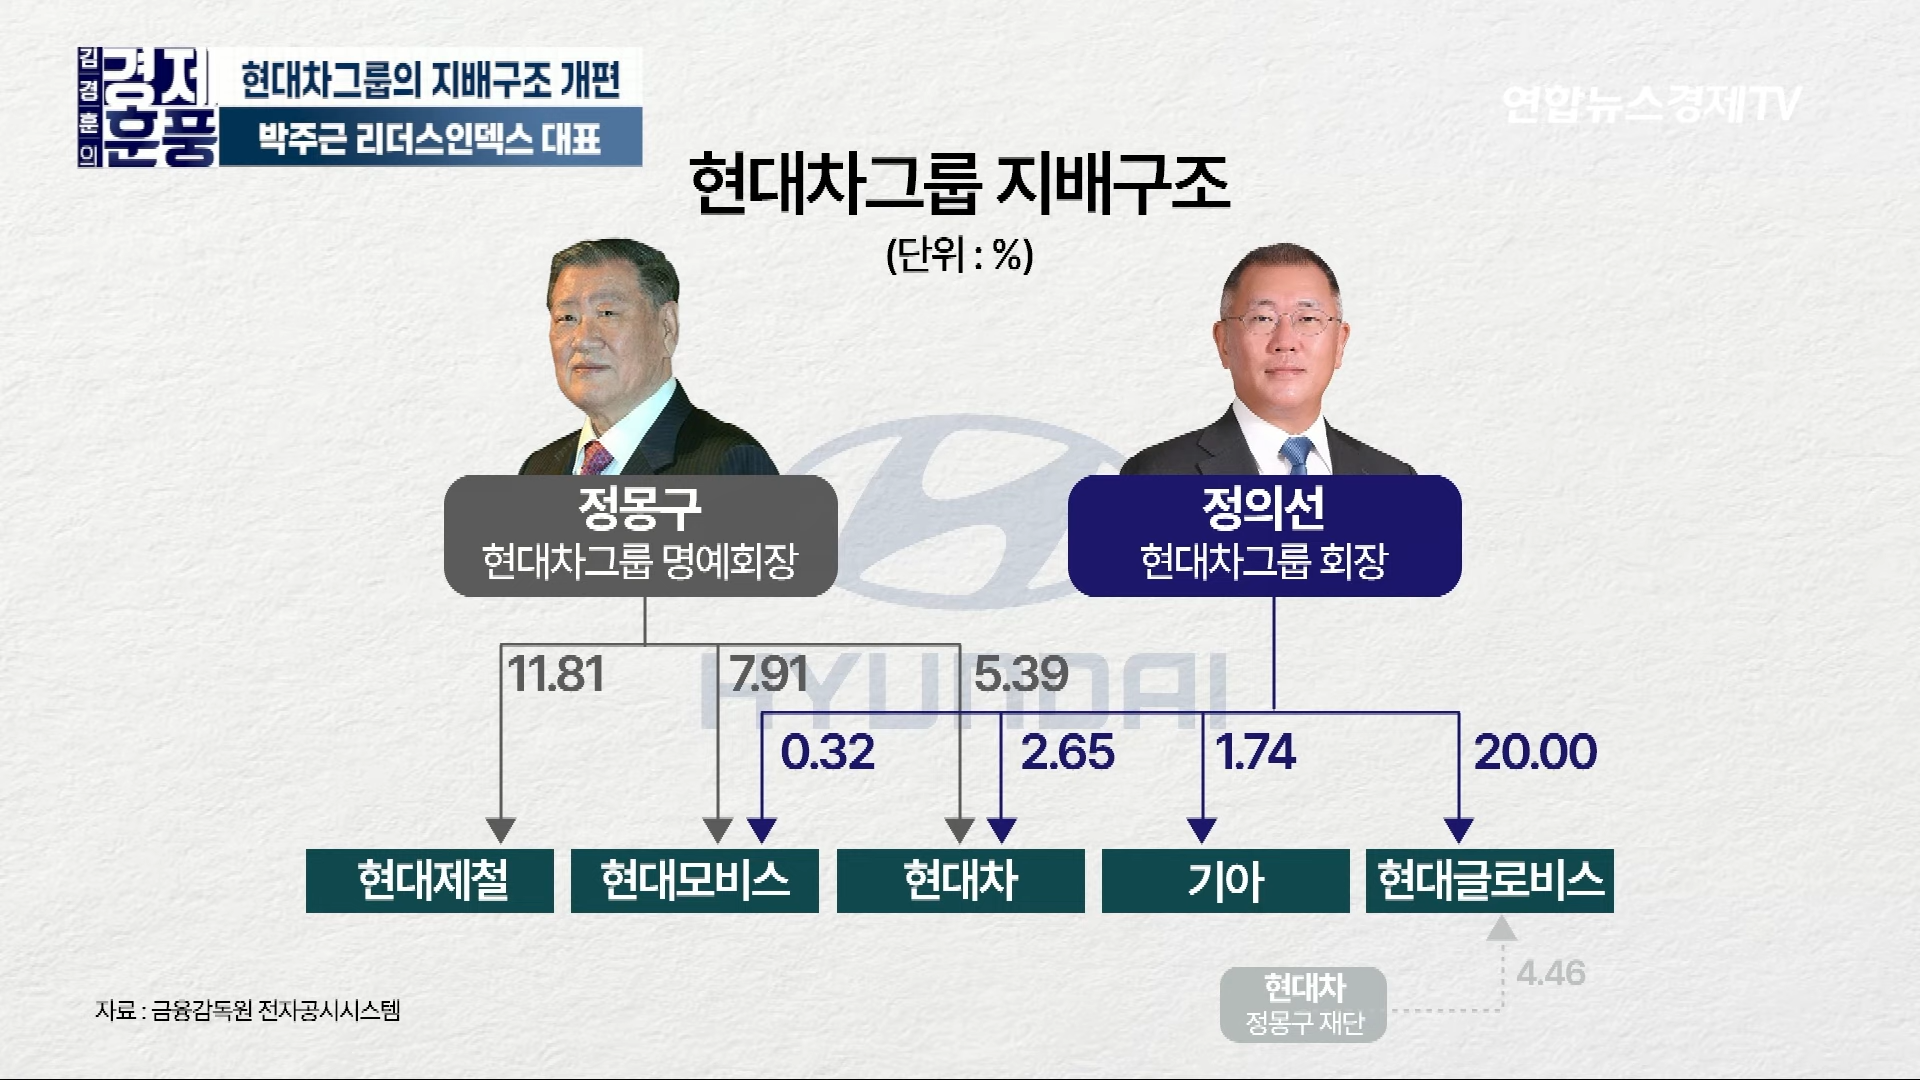 김경훈의
경제
훈풍
현대차그룹의 지배구조 개편
박주근 리더스인덱스 대표
연합뉴스경제TV
현대차그룹 지배구조
(단위 : %)
정몽구
현대차그룹 명예회장
정의선
현대차그룹 회장
HYUNDAI
11.81
7.91
5.39
0.32
2.65
1.74
20.00
현대제철
현대모비스
현대차
기아
현대글로비스
4.46
현대차
정몽구 재단
자료 : 금융감독원 전자공시시스템